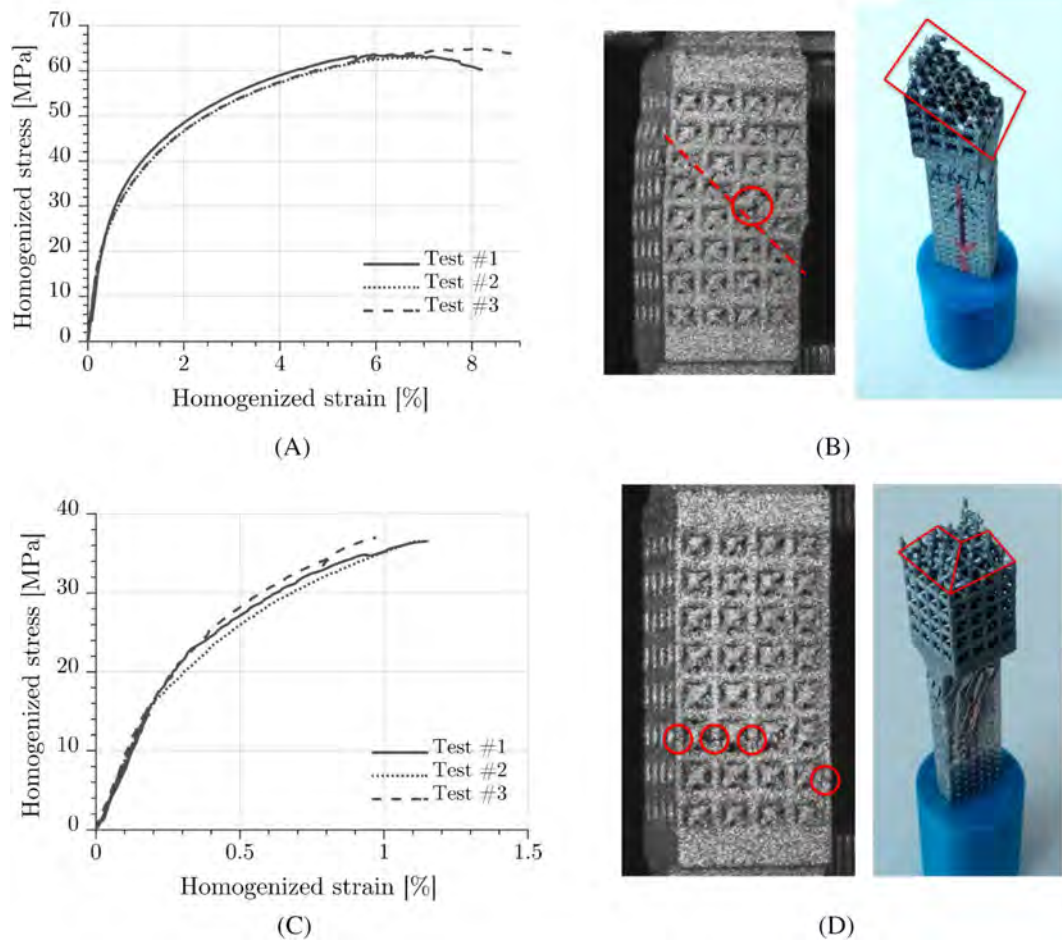 70
60
50
40
30
20
10
0
Homogenized stress [MPa]
Test #1
Test #2
Test #3
0 2 4 6 8
Homogenized strain [%]
(A)
(B)
40
30
20
10
0
Homogenized stress [MPa]
Test #1
Test #2
Test #3
0 0.5 1 1.5
Homogenized strain [%]
(C)
(D)